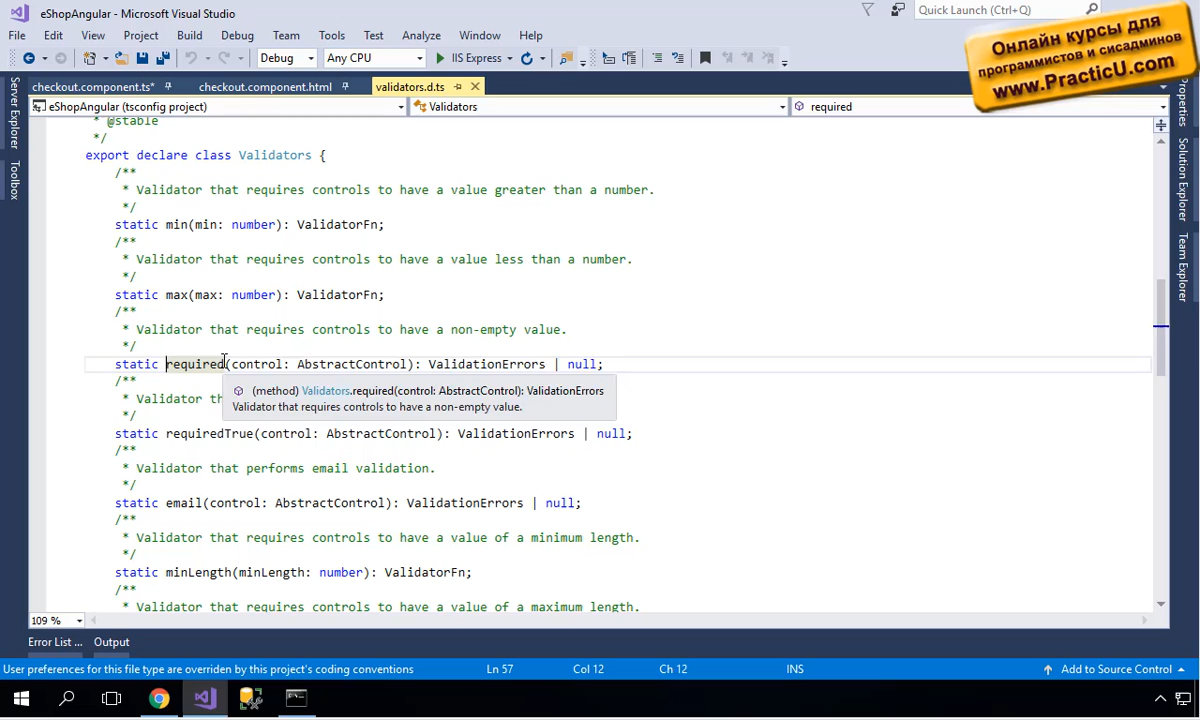 eShopAngular - Microsoft Visual Studio
Quick Launch (Ctrl+Q)
File Edit View Project Build Debug Team Tools Test Analyze Window Help
Debug Any CPU IIS Express
Онлайн курсы для
программистов и сисадминов
www.PracticU.com
checkout.component.ts* checkout.component.html validators.d.ts
eShopAngular (tsconfig project) Validators required
Server Explorer
Toolbox
Properties
Solution Explorer
Team Explorer
* @stable
*/
export declare class Validators {
/**
* Validator that requires controls to have a value greater than a number.
*/
static min(min: number): ValidatorFn;
/**
* Validator that requires controls to have a value less than a number.
*/
static max(max: number): ValidatorFn;
/**
* Validator that requires controls to have a non-empty value.
*/
static required(control: AbstractControl): ValidationErrors | null;
/**
(method) Validators.required(control: AbstractControl): ValidationErrors
* Validator th
Validator that requires controls to have a non-empty value.
*/
static requiredTrue(control: AbstractControl): ValidationErrors | null;
/**
* Validator that performs email validation.
*/
static email(control: AbstractControl): ValidationErrors | null;
/**
* Validator that requires controls to have a value of a minimum length.
*/
static minLength(minLength: number): ValidatorFn;
/**
* Validator that requires controls to have a value of a maximum length.
109 %
Error List ... Output
User preferences for this file type are overriden by this project's coding conventions Ln 57 Col 12 Ch 12 INS Add to Source Control